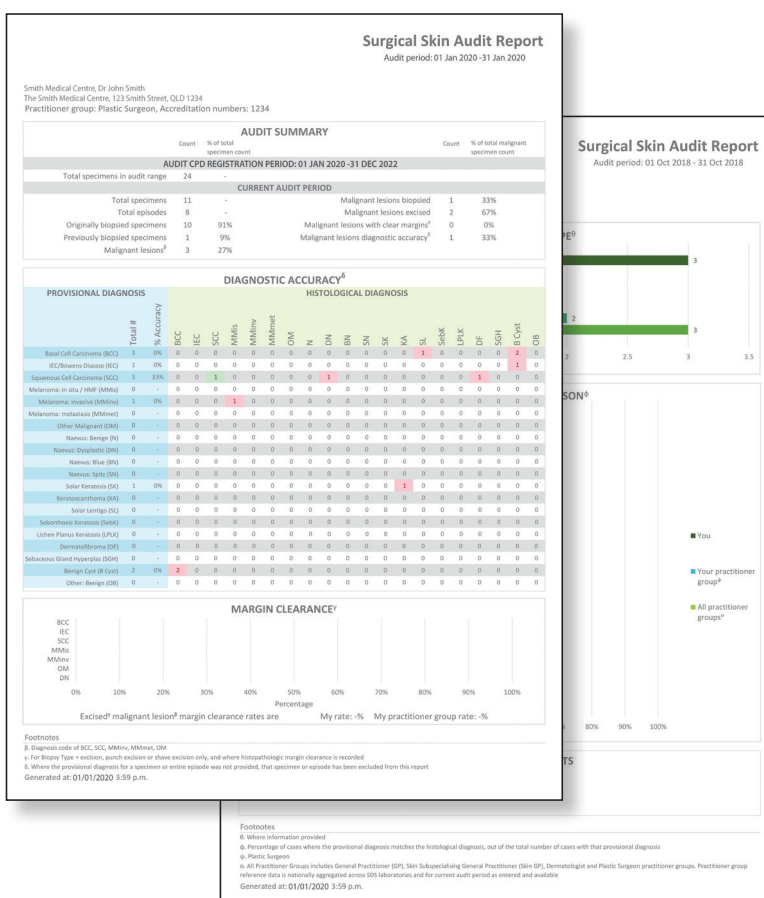 Surgical Skin Audit Report
Audit period: 01 Jan 2020 -31 Jan 2020
Smith Medical Centre, Dr John Smith
The Smith Medical Centre, 123 Smith Street, QLD 1234
Practitioner group: Plastic Surgeon, Accreditation numbers: 1234
AUDIT SUMMARY
Count % of total specimen count Count % of total malignant specimen count
AUDIT CPD REGISTRATION PERIOD: 01 JAN 2020 -31 DEC 2022
Total specimens in audit range 24 -
CURRENT AUDIT PERIOD
Total specimens 11 - Malignant lesions biopsied 1 33%
Total episodes 8 - Malignant lesions excised 2 67%
Originally biopsied specimens 10 91% Malignant lesions with clear marginsᵞ 0 0%
Previously biopsied specimens 1 9% Malignant lesions diagnostic accuracyᵟ 1 33%
Malignant lesionsᵝ 3 27%
DIAGNOSTIC ACCURACYᵟ
PROVISIONAL DIAGNOSIS HISTOLOGICAL DIAGNOSIS
Total # % Accuracy BCC IEC SCC MMis MMinv MMmet OM N DN BN SN SK KA SL SebK LPLK DF SGH B Cyst OB
Basal Cell Carcinoma (BCC) 3 0% 0 0 0 0 0 0 0 0 0 0 0 0 0 1 0 0 0 0 2 0
IEC/Bowens Disease (IEC) 1 0% 0 0 0 0 0 0 0 0 0 0 0 0 0 0 0 0 0 0 1 0
Squamous Cell Carcinoma (SCC) 3 33% 0 0 1 0 0 0 0 0 1 0 0 0 0 0 0 0 1 0 0 0
Melanoma: in situ / HMF (MMis) 0 - 0 0 0 0 0 0 0 0 0 0 0 0 0 0 0 0 0 0 0 0
Melanoma: invasive (MMinv) 1 0% 0 0 0 1 0 0 0 0 0 0 0 0 0 0 0 0 0 0 0 0
Melanoma: metastasis (MMmet) 0 - 0 0 0 0 0 0 0 0 0 0 0 0 0 0 0 0 0 0 0 0
Other Malignant (OM) 0 - 0 0 0 0 0 0 0 0 0 0 0 0 0 0 0 0 0 0 0 0
Naevus: Benign (N) 0 - 0 0 0 0 0 0 0 0 0 0 0 0 0 0 0 0 0 0 0 0
Naevus: Dysplastic (DN) 0 - 0 0 0 0 0 0 0 0 0 0 0 0 0 0 0 0 0 0 0 0
Naevus: Blue (BN) 0 - 0 0 0 0 0 0 0 0 0 0 0 0 0 0 0 0 0 0 0 0
Naevus: Spitz (SN) 0 - 0 0 0 0 0 0 0 0 0 0 0 0 0 0 0 0 0 0 0 0
Solar Keratosis (SK) 1 0% 0 0 0 0 0 0 0 0 0 0 0 0 1 0 0 0 0 0 0 0
Keratoacanthoma (KA) 0 - 0 0 0 0 0 0 0 0 0 0 0 0 0 0 0 0 0 0 0 0
Solar Lentigo (SL) 0 - 0 0 0 0 0 0 0 0 0 0 0 0 0 0 0 0 0 0 0 0
Seborrhoeic Keratosis (SebK) 0 - 0 0 0 0 0 0 0 0 0 0 0 0 0 0 0 0 0 0 0 0
Lichen Planus Keratosis (LPLK) 0 - 0 0 0 0 0 0 0 0 0 0 0 0 0 0 0 0 0 0 0 0
Dermatofibroma (DF) 0 - 0 0 0 0 0 0 0 0 0 0 0 0 0 0 0 0 0 0 0 0
Sebaceous Gland Hyperplas (SGH) 0 - 0 0 0 0 0 0 0 0 0 0 0 0 0 0 0 0 0 0 0 0
Benign Cyst (B Cyst) 2 0% 2 0 0 0 0 0 0 0 0 0 0 0 0 0 0 0 0 0 0 0
Other: Benign (OB) 0 - 0 0 0 0 0 0 0 0 0 0 0 0 0 0 0 0 0 0 0 0
MARGIN CLEARANCEᵞ
BCC
IEC
SCC
MMis
MMinv
OM
DN
0% 10% 20% 30% 40% 50% 60% 70% 80% 90% 100%
Percentage
Excisedᵞ malignant lesionᵝ margin clearance rates are My rate: -% My practitioner group rate: -%
Footnotes
β. Diagnosis code of BCC, SCC, MMinv, MMmet, OM
γ. For Biopsy Type = excision, punch excision or shave excision only, and where histopathologic margin clearance is recorded
δ. Where the provisional diagnosis for a specimen or entire episode was not provided, that specimen or episode has been excluded from this report
Generated at: 01/01/2020 3:59 p.m.
Surgical Skin Audit Report
Audit period: 01 Oct 2018 - 31 Oct 2018
PEᶿ
3
2
3
2 2.5 3 3.5
SONᶲ
You
Your practitioner groupᵠ
All practitioner groupsᵘ
80% 90% 100%
TS
Footnotes
θ. Where information provided
ф. Percentage of cases where the provisional diagnosis matches the histological diagnosis, out of the total number of cases with that provisional diagnosis
ψ. Plastic Surgeon
υ. All Practitioner Groups includes General Practitioner (GP), Skin Subspecialising General Practitioner (Skin GP), Dermatologist and Plastic Surgeon practitioner groups. Practitioner group
reference data is nationally aggregated across SDS laboratories and for current audit period as entered and available
Generated at: 01/01/2020 3:59 p.m.